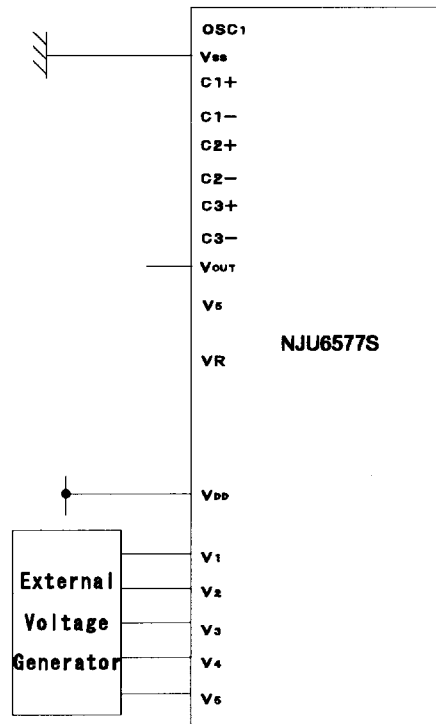 OSC1
Vss
C1+
C1−
C2+
C2−
C3+
C3−
VOUT
V5
VR
NJU6577S
VDD
V1
V2
V3
V4
V5
External
Voltage
Generator